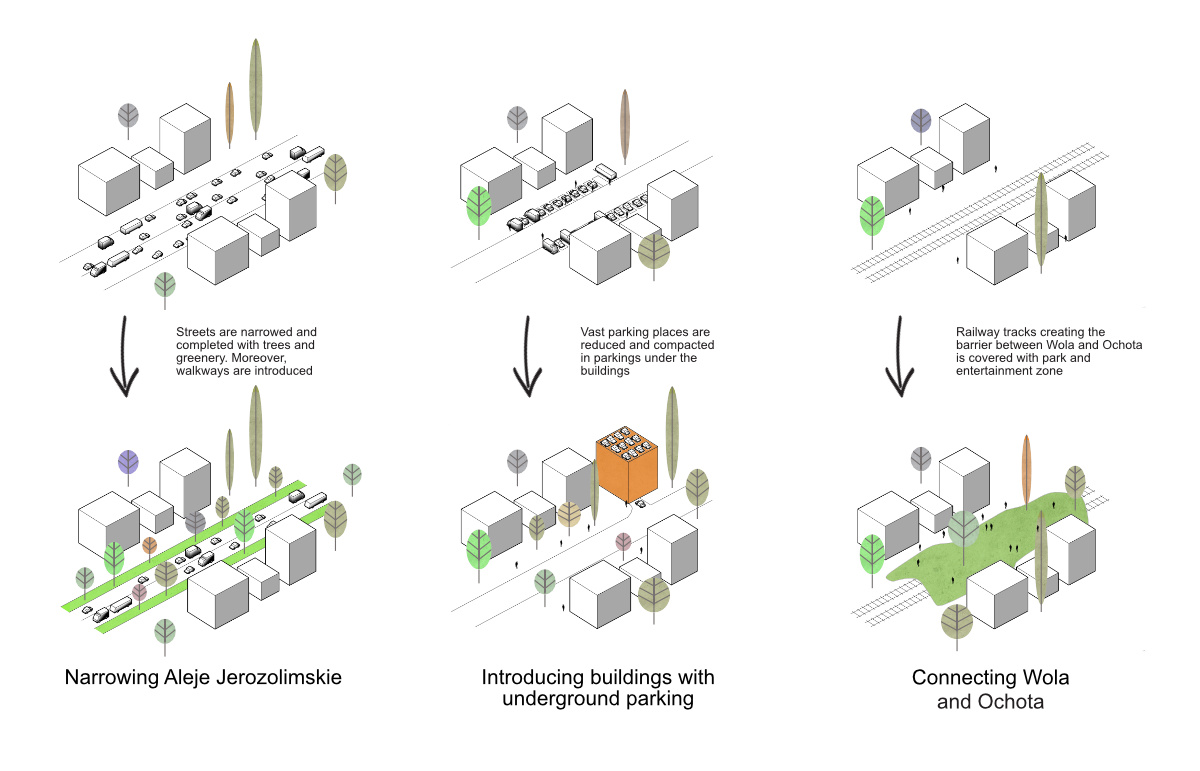 Streets are narrowed and
completed with trees and
greenery. Moreover,
walkways are introduced
Vast parking places are
reduced and compacted
in parkings under the
buildings
Railway tracks creating the
barrier between Wola and Ochota
is covered with park and
entertainment zone
Narrowing Aleje Jerozolimskie
Introducing buildings with
underground parking
Connecting Wola
and Ochota